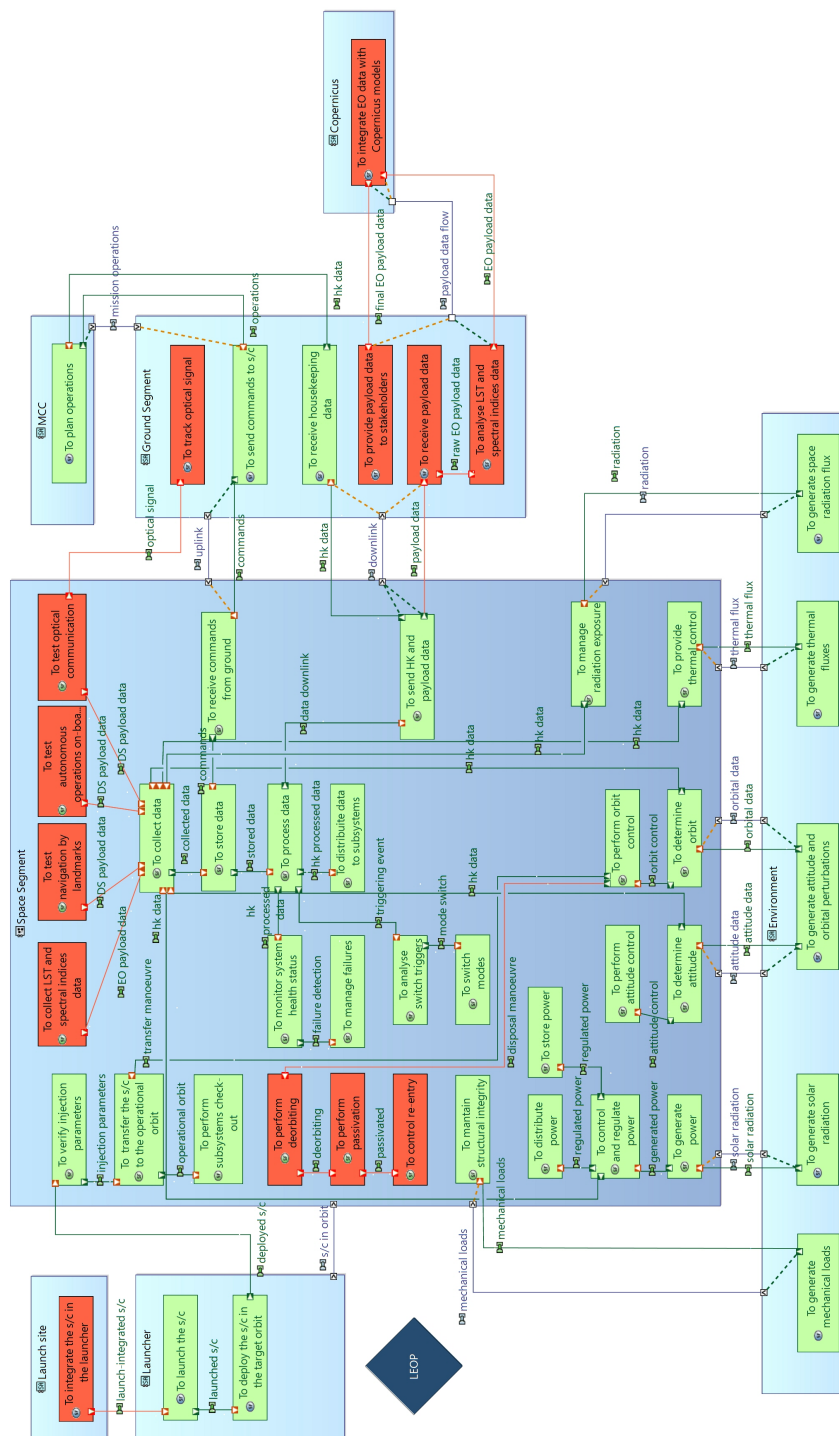 Launch site
To integrate the s/c in
the launcher
launch-integrated s/c
Launcher
To launch the s/c
launched s/c
To deploy the s/c in
the target orbit
deployed s/c
s/c in orbit
LEOP
Space Segment
To verify injection
parameters
injection parameters
To transfer the s/c
to the operational
orbit
operational orbit
To perform
subsystems check-
out
transfer manoeuvre
To perform
deorbiting
deorbiting
To perform
passivation
passivated
To control re entry
disposal manoeuvre
To mantain
structural integrity
mechanical loads
mechanical loads
To distribute
power
regulated power
To store power
regulated power
To control
and regulate
power
generated power
To generate
power
solar radiation
solar radiation
To collect LST and
spectral indices
data
EO payload data
To test
navigation by
landmarks
DS payload data
To test
autonomous
operations on-boa...
DS payload data
To test optical
communication
DS payload data
hk data
To collect data
collected data
commands
To store data
stored data
To process data
hk processed data
To distribuite data
to subsystems
hk
processed
data
To monitor system
health status
failure detection
To manage failures
triggering event
To analyse
switch triggers
mode switch
To switch
modes
hk data
To perform
attitude control
attitude control
To determine
attitude
attitude data
attitude data
To perform orbit
control
orbit control
To determine
orbit
orbital data
orbital data
hk data
hk data
hk data
To receive commands
from ground
data downlink
To send HK and
payload data
To manage
radiation exposure
To provide
thermal control
thermal flux
thermal flux
radiation
radiation
optical signal
uplink
commands
hk data
downlink
payload data
MCC
To plan operations
mission operations
operations
hk data
Ground Segment
To track optical signal
To send commands to s/c
To receive housekeeping
data
To provide payload data
to stakeholders
To receive payload data
raw EO payload data
To analyse LST and
spectral indices data
final EO payload data
payload data flow
EO payload data
Copernicus
To integrate EO data with
Copernicus models
Environment
To generate
mechanical loads
To generate solar
radiation
To generate attitude and
orbital perturbations
To generate thermal
fluxes
To generate space
radiation flux